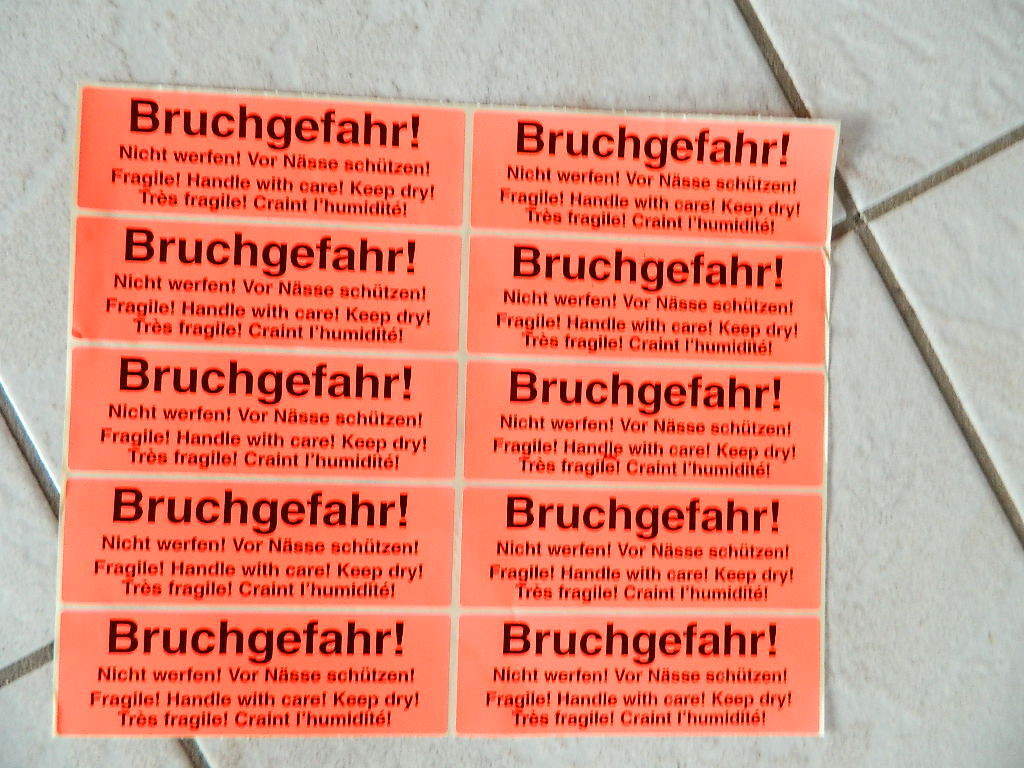 Bruchgefahr!
Nicht werfen! Vor Nässe schützen!
Fragile! Handle with care! Keep dry!
Très fragile! Craint l'humidité!
Bruchgefahr!
Nicht werfen! Vor Nässe schützen!
Fragile! Handle with care! Keep dry!
Très fragile! Craint l'humidité!
Bruchgefahr!
Nicht werfen! Vor Nässe schützen!
Fragile! Handle with care! Keep dry!
Très fragile! Craint l'humidité!
Bruchgefahr!
Nicht werfen! Vor Nässe schützen!
Fragile! Handle with care! Keep dry!
Très fragile! Craint l'humidité!
Bruchgefahr!
Nicht werfen! Vor Nässe schützen!
Fragile! Handle with care! Keep dry!
Très fragile! Craint l'humidité!
Bruchgefahr!
Nicht werfen! Vor Nässe schützen!
Fragile! Handle with care! Keep dry!
Très fragile! Craint l'humidité!
Bruchgefahr!
Nicht werfen! Vor Nässe schützen!
Fragile! Handle with care! Keep dry!
Très fragile! Craint l'humidité!
Bruchgefahr!
Nicht werfen! Vor Nässe schützen!
Fragile! Handle with care! Keep dry!
Très fragile! Craint l'humidité!
Bruchgefahr!
Nicht werfen! Vor Nässe schützen!
Fragile! Handle with care! Keep dry!
Très fragile! Craint l'humidité!
Bruchgefahr!
Nicht werfen! Vor Nässe schützen!
Fragile! Handle with care! Keep dry!
Très fragile! Craint l'humidité!